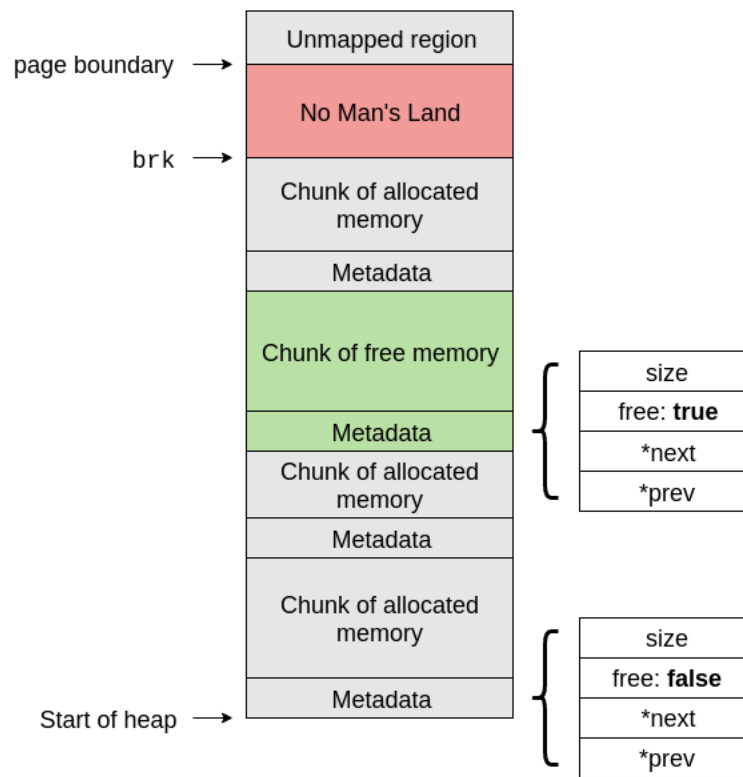 Unmapped region
page boundary
No Man's Land
brk
Chunk of allocated
memory
Metadata
Chunk of free memory
Metadata
size
free: true
*next
*prev
Chunk of allocated
memory
Metadata
Chunk of allocated
memory
Metadata
Start of heap
size
free: false
*next
*prev